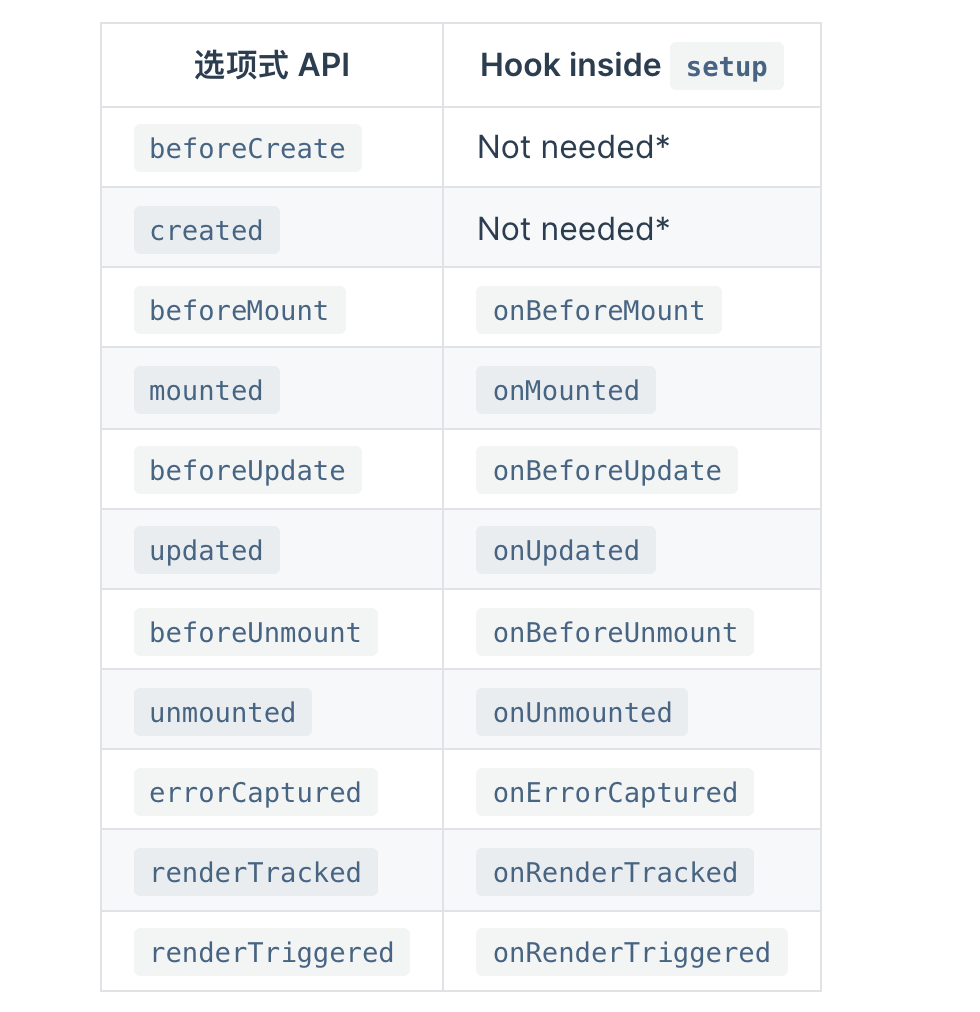 选项式 API Hook inside setup
beforeCreate Not needed*
created Not needed*
beforeMount onBeforeMount
mounted onMounted
beforeUpdate onBeforeUpdate
updated onUpdated
beforeUnmount onBeforeUnmount
unmounted onUnmounted
errorCaptured onErrorCaptured
renderTracked onRenderTracked
renderTriggered onRenderTriggered